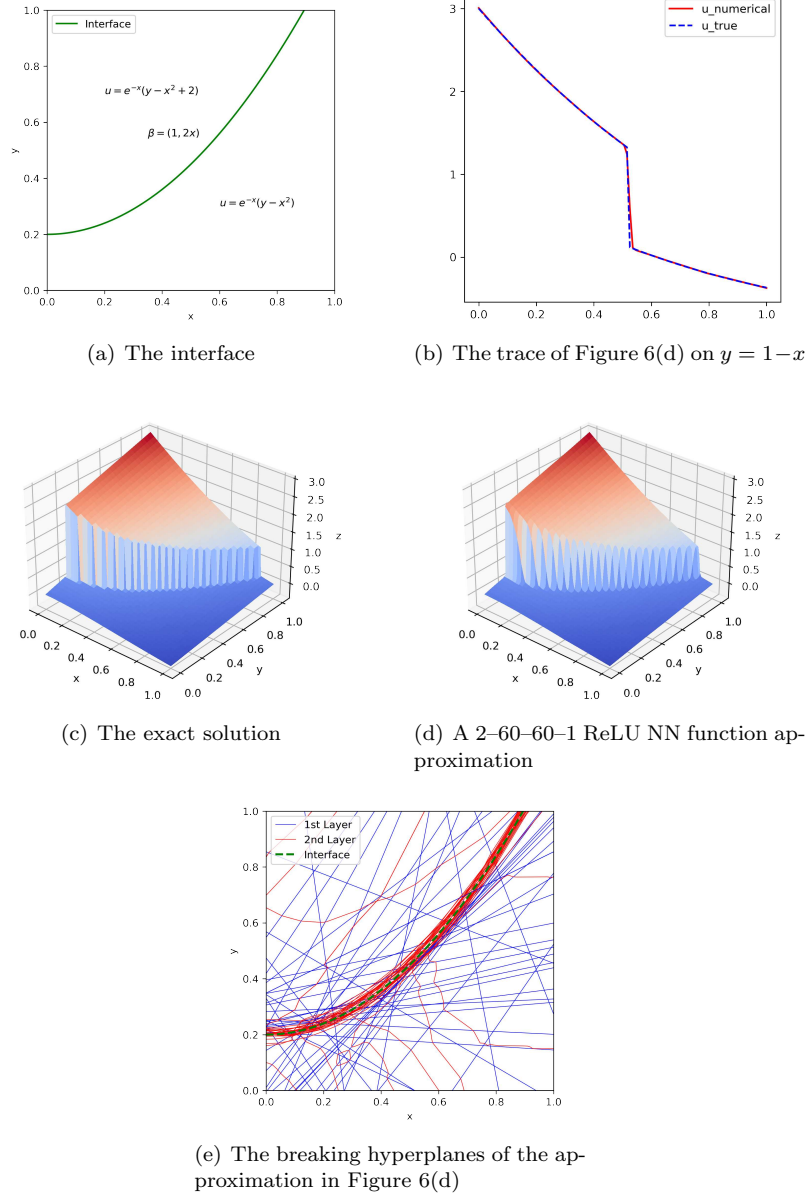 1.0
0.8
0.6
0.4
0.2
0.0
y
Interface
u = e^{-x}(y − x^2 + 2)
β = (1, 2x)
u = e^{-x}(y − x^2)
0.0 0.2 0.4 0.6 0.8 1.0
x
(a) The interface
3
2
1
0
u_numerical
u_true
0.0 0.2 0.4 0.6 0.8 1.0
(b) The trace of Figure 6(d) on y = 1−x
3.0
2.5
2.0
1.5
1.0
0.5
0.0
z
0.0
0.2
0.4
0.6
0.8
1.0
x
0.0
0.2
0.4
0.6
0.8
1.0
y
(c) The exact solution
3.0
2.5
2.0
1.5
1.0
0.5
0.0
z
0.0
0.2
0.4
0.6
0.8
1.0
x
0.0
0.2
0.4
0.6
0.8
1.0
y
(d) A 2–60–60–1 ReLU NN function ap-
proximation
1.0
0.8
0.6
0.4
0.2
0.0
y
1st Layer
2nd Layer
Interface
0.0 0.2 0.4 0.6 0.8 1.0
x
(e) The breaking hyperplanes of the ap-
proximation in Figure 6(d)